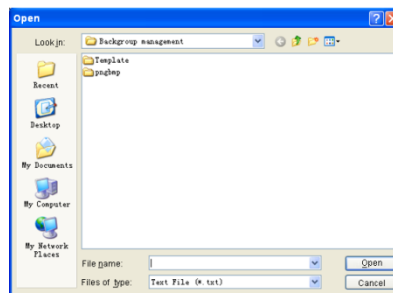 Open
Look in:
Backgroup management
Template
pngbmp
Recent
Desktop
My Documents
My Computer
My Network
Places
File name:
Open
Files of type:
Text File (*.txt)
Cancel